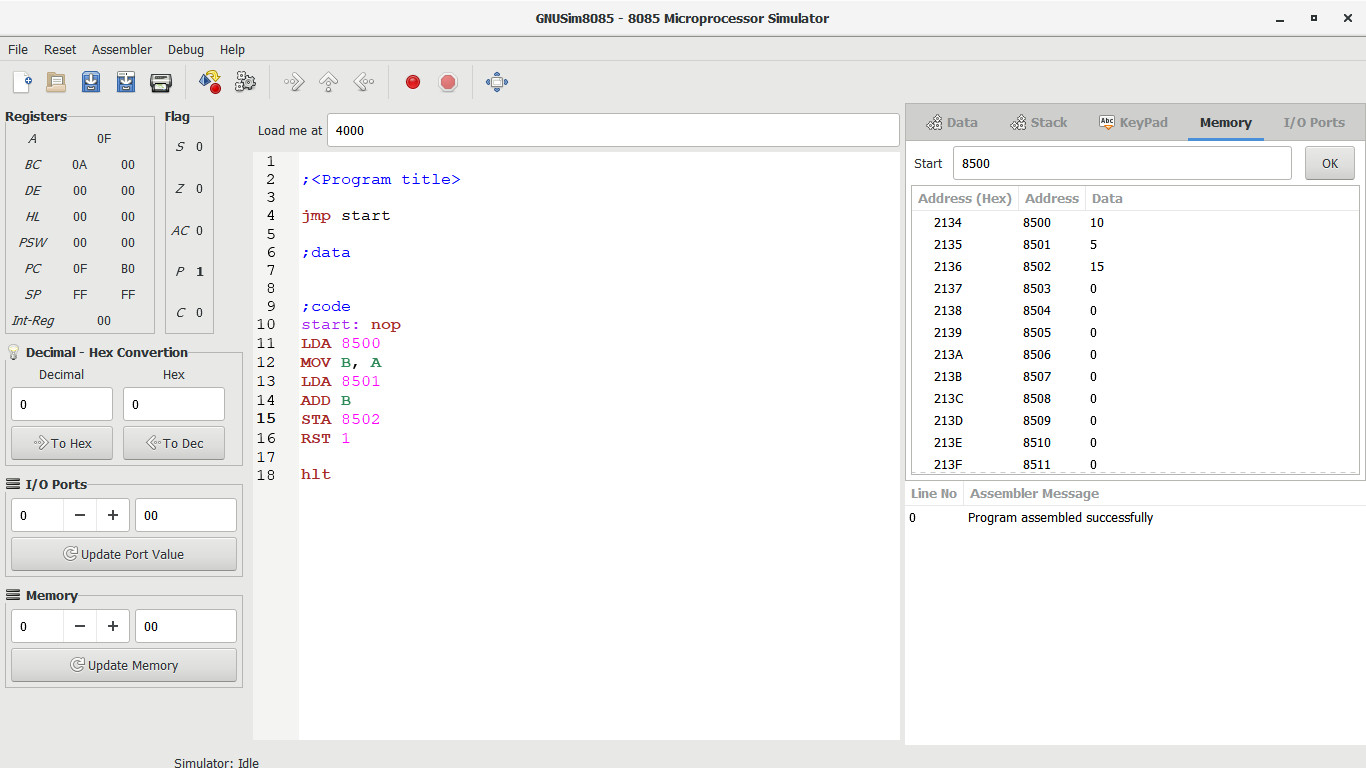 GNUSim8085 - 8085 Microprocessor Simulator
File Reset Assembler Debug Help
Registers
A 0F
BC 0A 00
DE 00 00
HL 00 00
PSW 00 00
PC 0F B0
SP FF FF
Int-Reg 00
Flag
S 0
Z 0
AC 0
P 1
C 0
Decimal - Hex Convertion
Decimal Hex
0 0
To Hex To Dec
I/O Ports
0 00
Update Port Value
Memory
0 00
Update Memory
Load me at 4000
1
2 ;<Program title>
3
4 jmp start
5
6 ;data
7
8
9 ;code
10 start: nop
11 LDA 8500
12 MOV B, A
13 LDA 8501
14 ADD B
15 STA 8502
16 RST 1
17
18 hlt
Data Stack Abc KeyPad Memory I/O Ports
Start 8500 OK
Address (Hex) Address Data
2134 8500 10
2135 8501 5
2136 8502 15
2137 8503 0
2138 8504 0
2139 8505 0
213A 8506 0
213B 8507 0
213C 8508 0
213D 8509 0
213E 8510 0
213F 8511 0
Line No Assembler Message
0 Program assembled successfully
Simulator: Idle